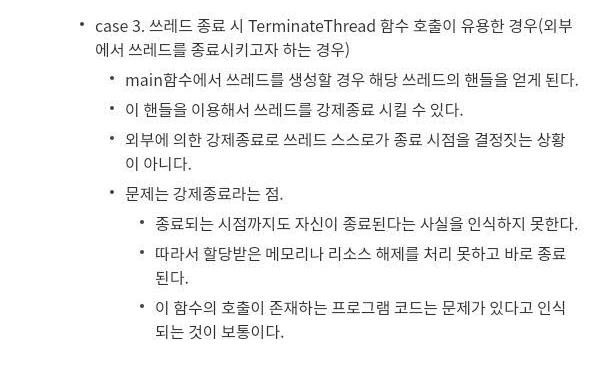 • case 3. 쓰레드 종료 시 TerminateThread 함수 호출이 유용한 경우(외부
에서 쓰레드를 종료시키고자 하는 경우)
• main함수에서 쓰레드를 생성할 경우 해당 쓰레드의 핸들을 얻게 된다.
• 이 핸들을 이용해서 쓰레드를 강제종료 시킬 수 있다.
• 외부에 의한 강제종료로 쓰레드 스스로가 종료 시점을 결정짓는 상황
이 아니다.
• 문제는 강제종료라는 점.
• 종료되는 시점까지도 자신이 종료된다는 사실을 인식하지 못한다.
• 따라서 할당받은 메모리나 리소스 해제를 처리 못하고 바로 종료
된다.
• 이 함수의 호출이 존재하는 프로그램 코드는 문제가 있다고 인식
되는 것이 보통이다.